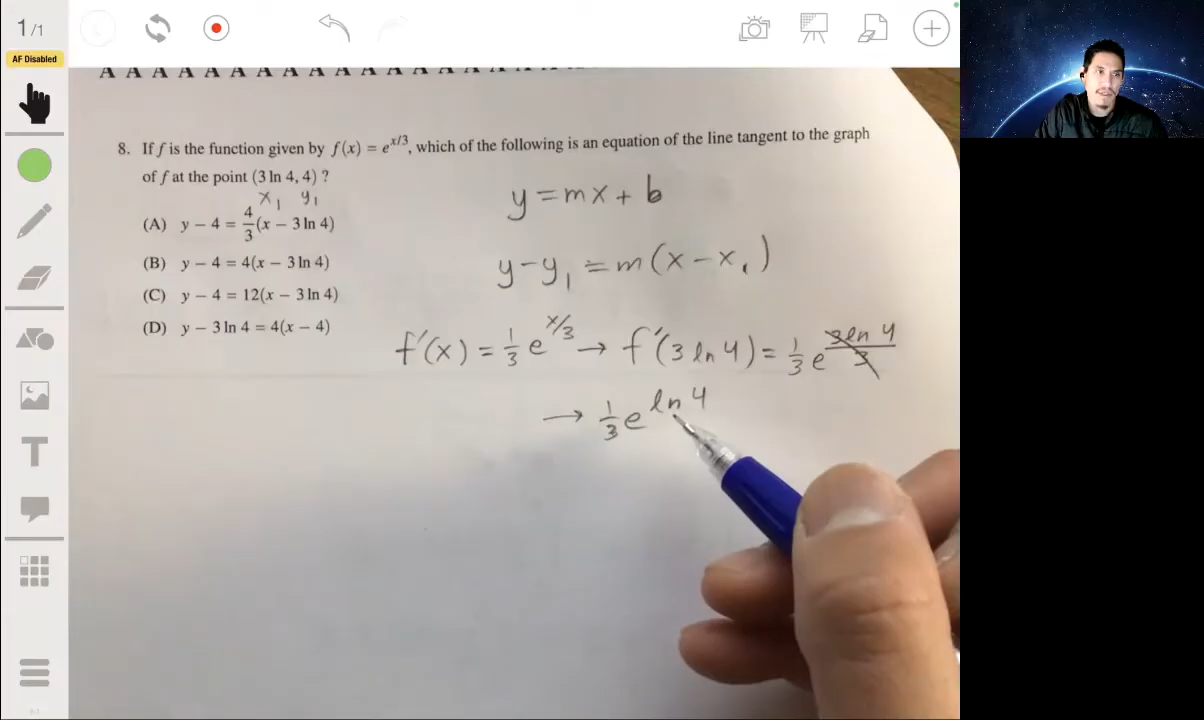 1/1
AF Disabled
A A A A A A A A A A A A A A A
8. If f is the function given by f(x) = e^{x/3}, which of the following is an equation of the line tangent to the graph
of f at the point (3 ln 4, 4) ?
x₁ y₁
(A) y − 4 = 4/3(x − 3 ln 4)
(B) y − 4 = 4(x − 3 ln 4)
(C) y − 4 = 12(x − 3 ln 4)
(D) y − 3 ln 4 = 4(x − 4)
y = mx + b
y − y₁ = m(x − x₁)
f'(x) = 1/3 e^{x/3} → f'(3 ln 4) = 1/3 e^{3 ln 4 / 3}
→ 1/3 e^{ln 4}
T